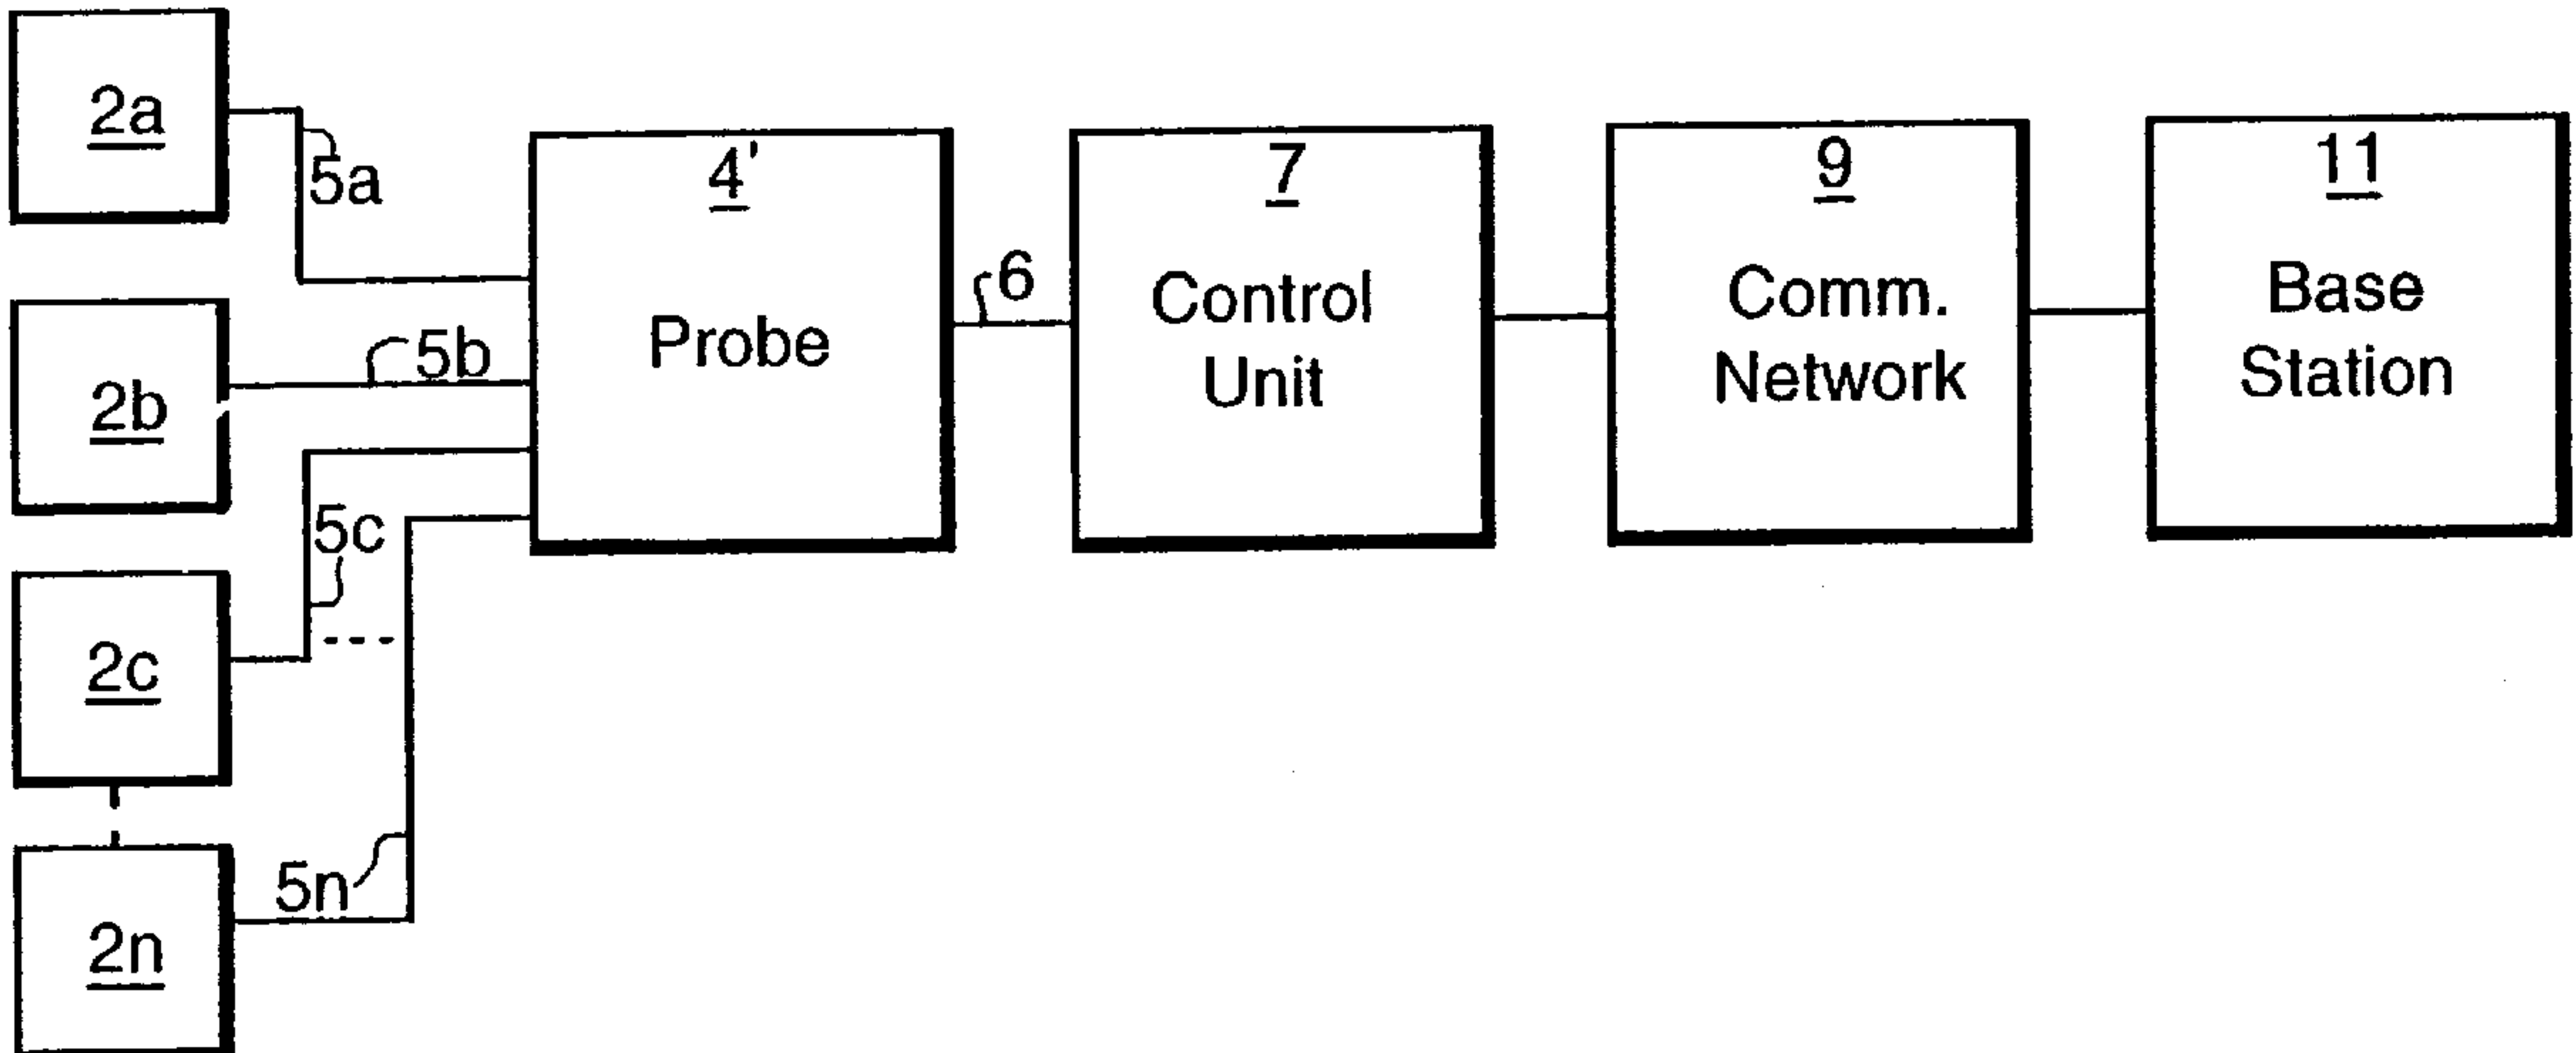 2a
5a
2b
5b
2c
5c
2n
5n
4'
Probe
6
7
Control
Unit
9
Comm.
Network
11
Base
Station